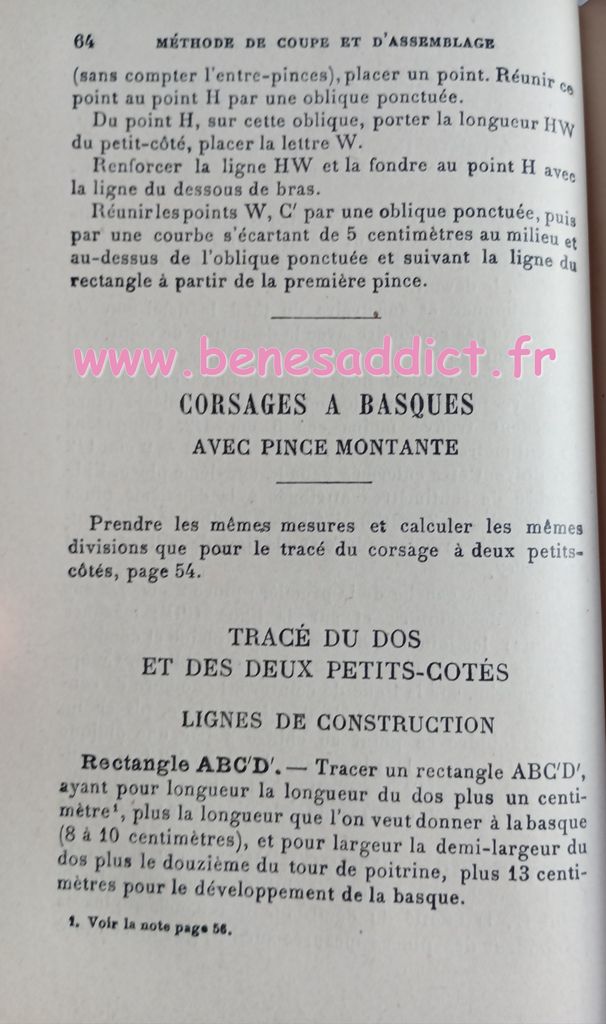 64 MÉTHODE DE COUPE ET D'ASSEMBLAGE
(sans compter l'entre-pinces), placer un point. Réunir ce
point au point H par une oblique ponctuée.
Du point H, sur cette oblique, porter la longueur HW
du petit-côté, placer la lettre W.
Renforcer la ligne HW et la fondre au point H avec
la ligne du dessous de bras.
Réunir les points W, C' par une oblique ponctuée, puis
par une courbe s'écartant de 5 centimètres au milieu et
au-dessus de l'oblique ponctuée et suivant la ligne du
rectangle à partir de la première pince.
www.benesaddict.fr
CORSAGES A BASQUES
AVEC PINCE MONTANTE
Prendre les mêmes mesures et calculer les mêmes
divisions que pour le tracé du corsage à deux petits-
côtés, page 54.
TRACÉ DU DOS
ET DES DEUX PETITS-COTÉS
LIGNES DE CONSTRUCTION
Rectangle ABC'D'. — Tracer un rectangle ABC'D',
ayant pour longueur la longueur du dos plus un centi-
mètre¹, plus la longueur que l'on veut donner à la basque
(8 à 10 centimètres), et pour largeur la demi-largeur du
dos plus le douzième du tour de poitrine, plus 13 centi-
mètres pour le développement de la basque.
1. Voir la note page 56.